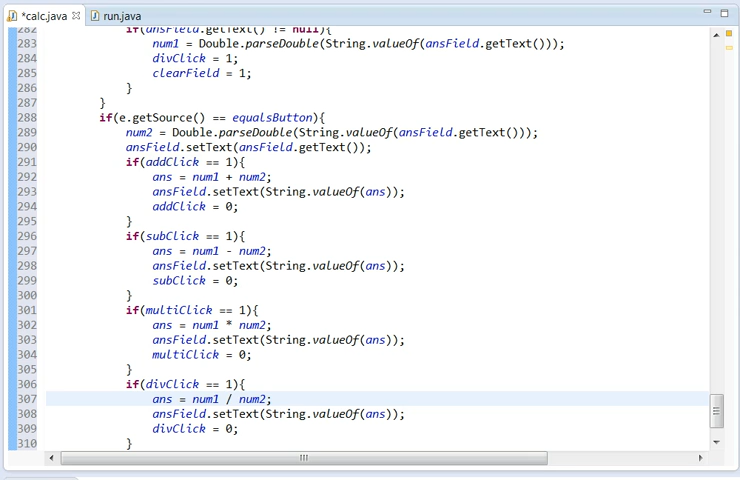 *calc.java
run.java
282 if(ansField.getText() != null){
283 num1 = Double.parseDouble(String.valueOf(ansField.getText()));
284 divClick = 1;
285 clearField = 1;
286 }
287 }
288 if(e.getSource() == equalsButton){
289 num2 = Double.parseDouble(String.valueOf(ansField.getText()));
290 ansField.setText(ansField.getText());
291 if(addClick == 1){
292 ans = num1 + num2;
293 ansField.setText(String.valueOf(ans));
294 addClick = 0;
295 }
296 if(subClick == 1){
297 ans = num1 - num2;
298 ansField.setText(String.valueOf(ans));
299 subClick = 0;
300 }
301 if(multiClick == 1){
302 ans = num1 * num2;
303 ansField.setText(String.valueOf(ans));
304 multiClick = 0;
305 }
306 if(divClick == 1){
307 ans = num1 / num2;
308 ansField.setText(String.valueOf(ans));
309 divClick = 0;
310 }